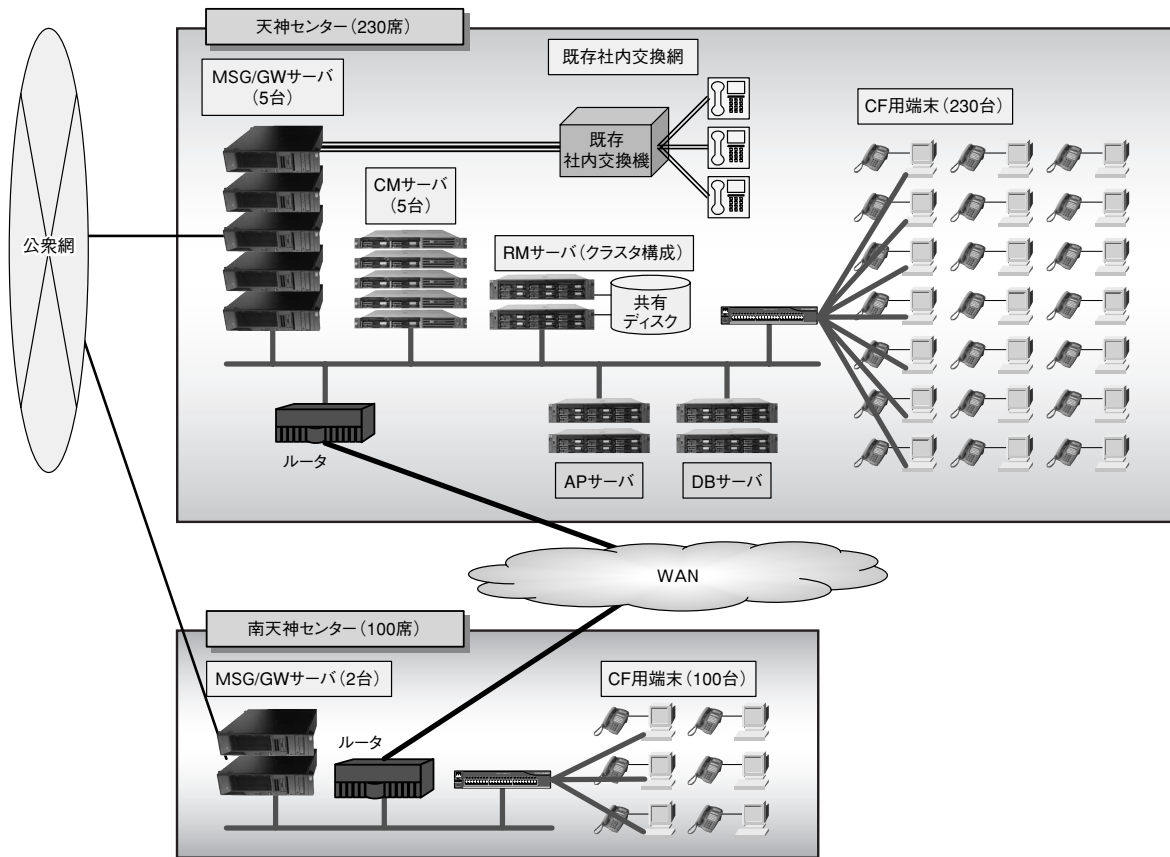 天神センター（230席）
MSG/GWサーバ
（5台）
既存社内交換網
CF用端末（230台）
既存
社内交換機
CMサーバ
（5台）
公衆網
RMサーバ（クラスタ構成）
共有
ディスク
ルータ
APサーバ
DBサーバ
WAN
南天神センター（100席）
MSG/GWサーバ（2台）
CF用端末（100台）
ルータ